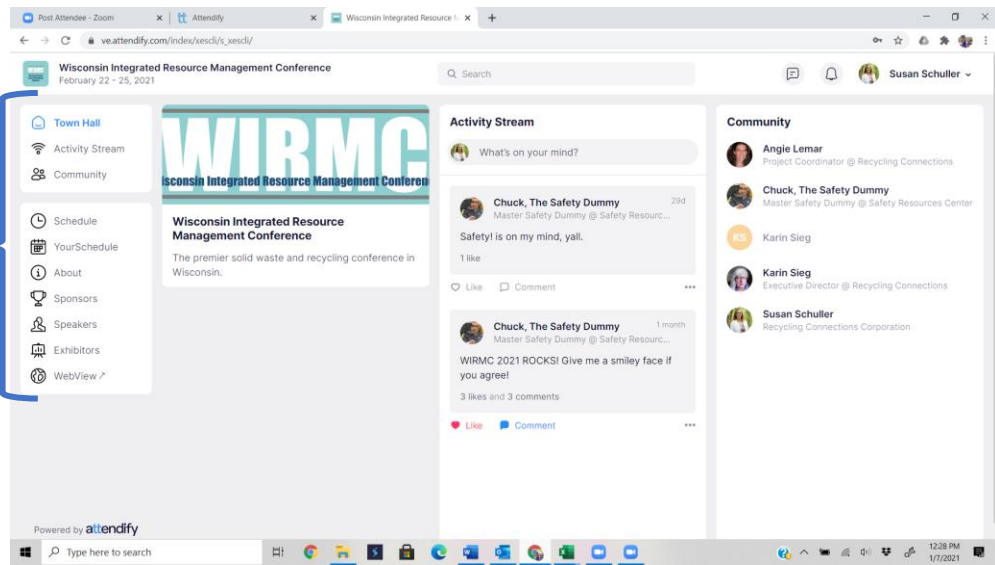 Post Attendee - Zoom
Attendify
Wisconsin Integrated Resource M
ve.attendify.com/index/xescli/s_xescli/
Wisconsin Integrated Resource Management Conference
February 22 - 25, 2021
Search
Susan Schuller
Town Hall
Activity Stream
Community
Schedule
YourSchedule
About
Sponsors
Speakers
Exhibitors
WebView
Powered by attendify
WIRMC
isconsin Integrated Resource Management Conferen
Wisconsin Integrated Resource
Management Conference
The premier solid waste and recycling conference in
Wisconsin.
Activity Stream
What's on your mind?
Chuck, The Safety Dummy 29d
Master Safety Dummy @ Safety Resourc...
Safety! is on my mind, yall.
1 like
Like Comment
Chuck, The Safety Dummy 1 month
Master Safety Dummy @ Safety Resourc...
WIRMC 2021 ROCKS! Give me a smiley face if
you agree!
3 likes and 3 comments
Like Comment
Community
Angie Lemar
Project Coordinator @ Recycling Connections
Chuck, The Safety Dummy
Master Safety Dummy @ Safety Resources Center
KS Karin Sieg
Karin Sieg
Executive Director @ Recycling Connections
Susan Schuller
Recycling Connections Corporation
Type here to search
12:28 PM
1/7/2021